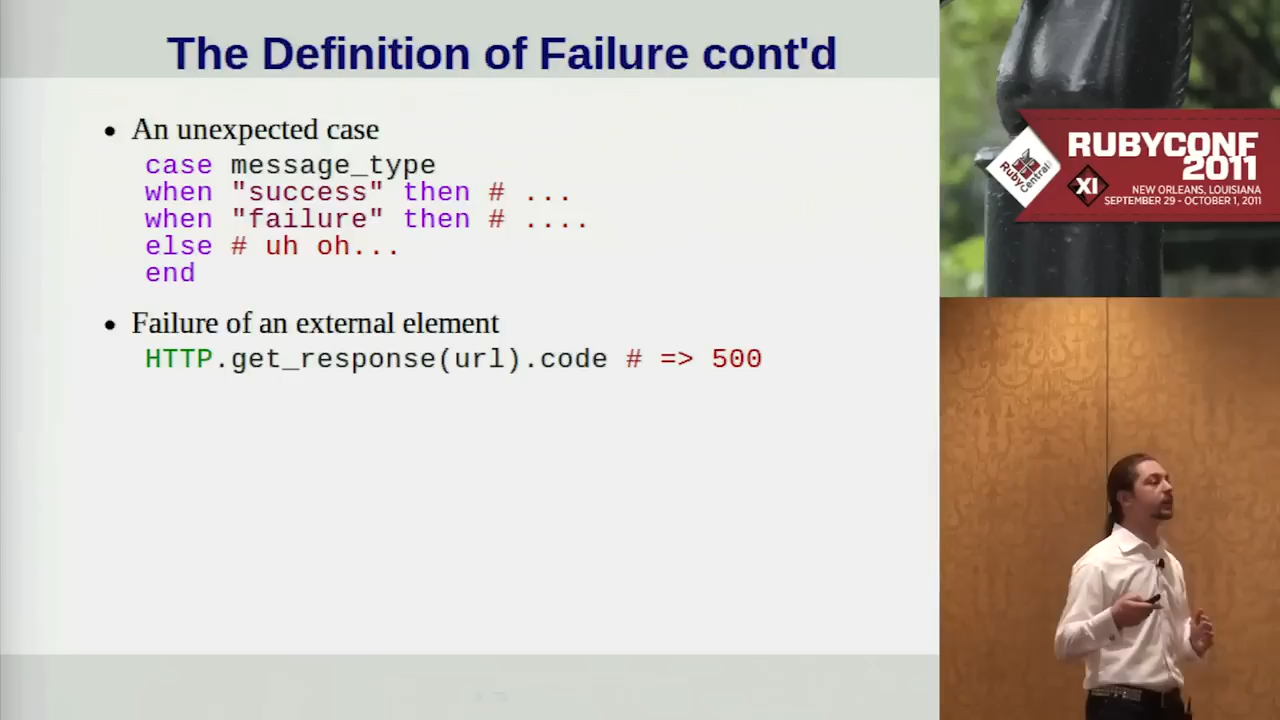 The Definition of Failure cont'd
• An unexpected case
case message_type
when "success" then # ...
when "failure" then # ....
else # uh oh...
end
• Failure of an external element
HTTP.get_response(url).code # => 500
RubyCentral
RUBYCONF
2011
XI
NEW ORLEANS, LOUISIANA
SEPTEMBER 29 - OCTOBER 1, 2011